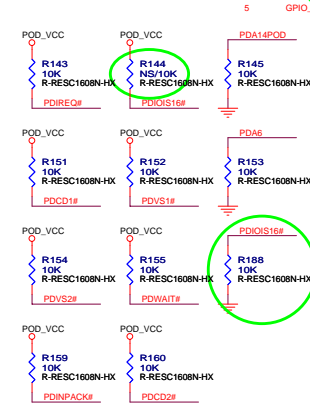 5 GPIO_
POD_VCC POD_VCC PDA14POD
R143 R144 R145
10K NS/10K 10K
R-RESC1608N-HX R-RESC1608N-HX R-RESC1608N-HX
PDIREQ# PDIOIS16#
POD_VCC POD_VCC PDA6
R151 R152 R153
10K 10K 10K
R-RESC1608N-HX R-RESC1608N-HX R-RESC1608N-HX
PDCD1# PDVS1#
POD_VCC POD_VCC PDIOIS16#
R154 R155 R188
10K 10K 10K
R-RESC1608N-HX R-RESC1608N-HX R-RESC1608N-HX
PDVS2# PDWAIT#
POD_VCC POD_VCC
R159 R160
10K 10K
R-RESC1608N-HX R-RESC1608N-HX
PDINPACK# PDCD2#